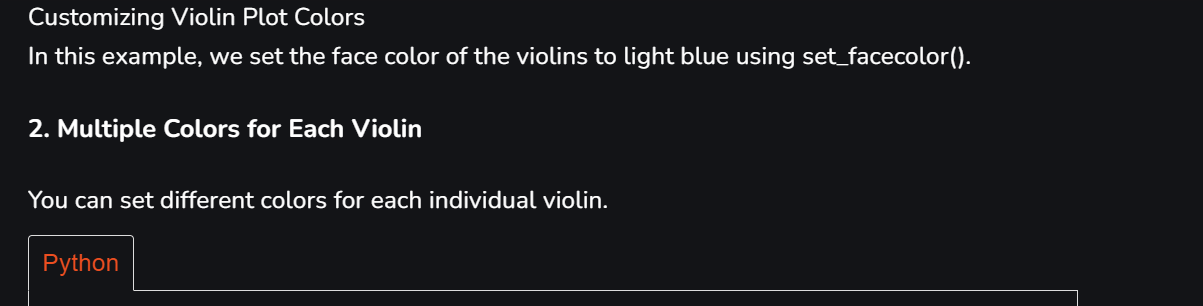 Customizing Violin Plot Colors
In this example, we set the face color of the violins to light blue using set_facecolor().
2. Multiple Colors for Each Violin
You can set different colors for each individual violin.
Python